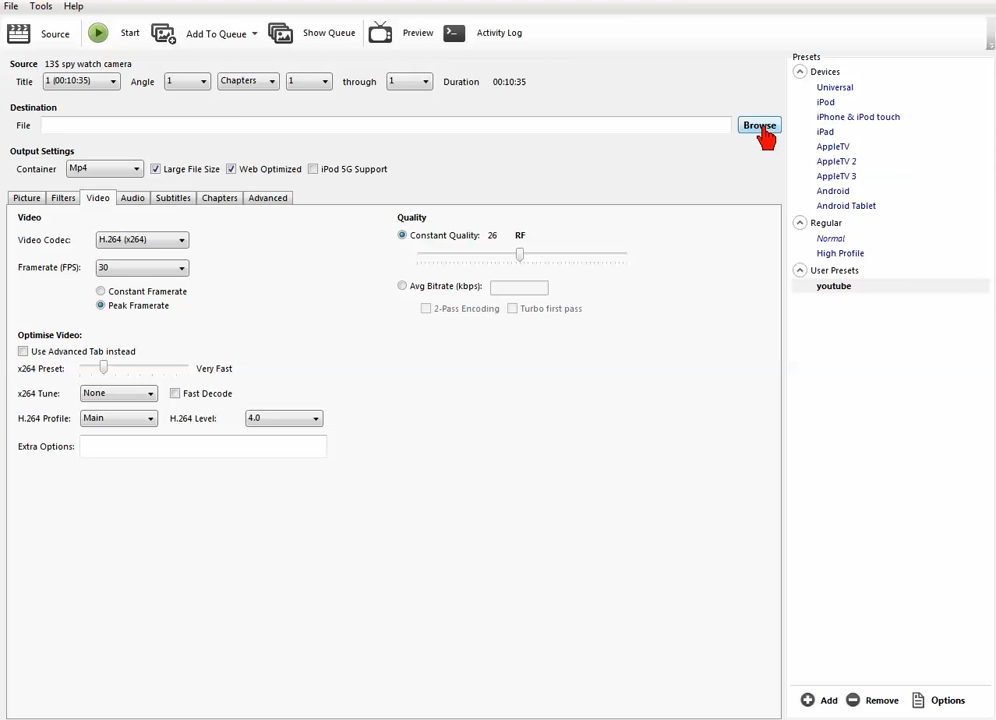 File Tools Help
Source Start Add To Queue Show Queue Preview Activity Log
Source 13$ spy watch camera
Title 1 (00:10:35) Angle 1 Chapters 1 through 1 Duration 00:10:35
Destination
File Browse
Output Settings
Container Mp4 Large File Size Web Optimized iPod 5G Support
Picture Filters Video Audio Subtitles Chapters Advanced
Video
Video Codec: H.264 (x264)
Framerate (FPS): 30
Constant Framerate
Peak Framerate
Optimise Video:
Use Advanced Tab instead
x264 Preset: Very Fast
x264 Tune: None Fast Decode
H.264 Profile: Main H.264 Level: 4.0
Extra Options:
Quality
Constant Quality: 26 RF
Avg Bitrate (kbps):
2-Pass Encoding Turbo first pass
Presets
Devices
Universal
iPod
iPhone & iPod touch
iPad
AppleTV
AppleTV 2
AppleTV 3
Android
Android Tablet
Regular
Normal
High Profile
User Presets
youtube
Add Remove Options